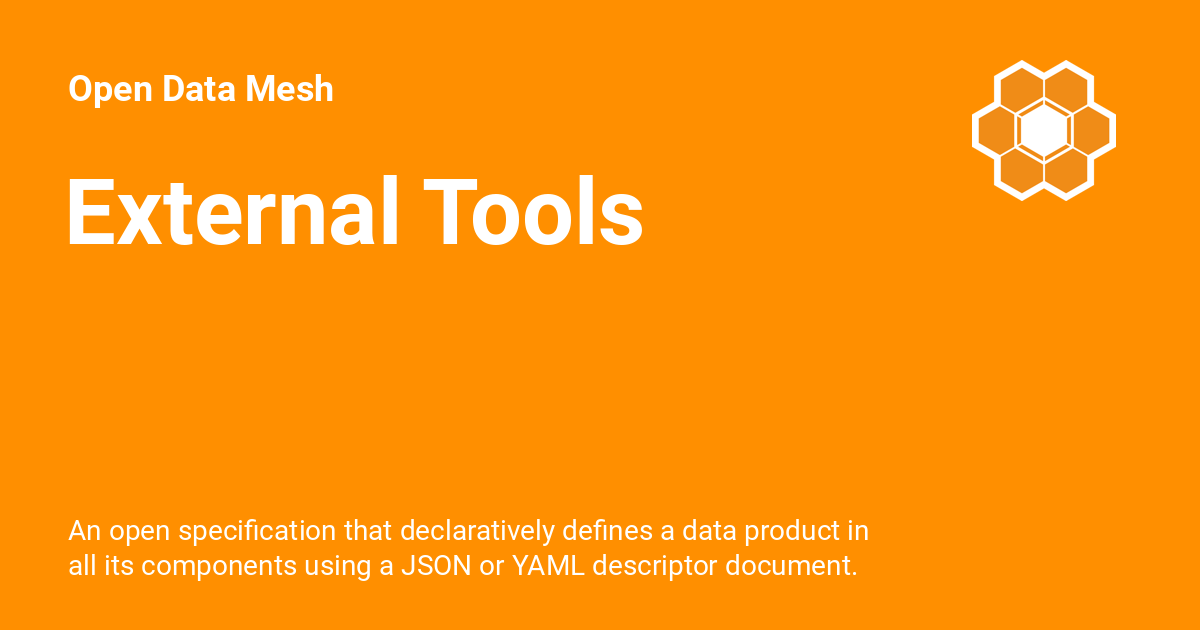 Open Data Mesh
External Tools
An open specification that declaratively defines a data product in
all its components using a JSON or YAML descriptor document.